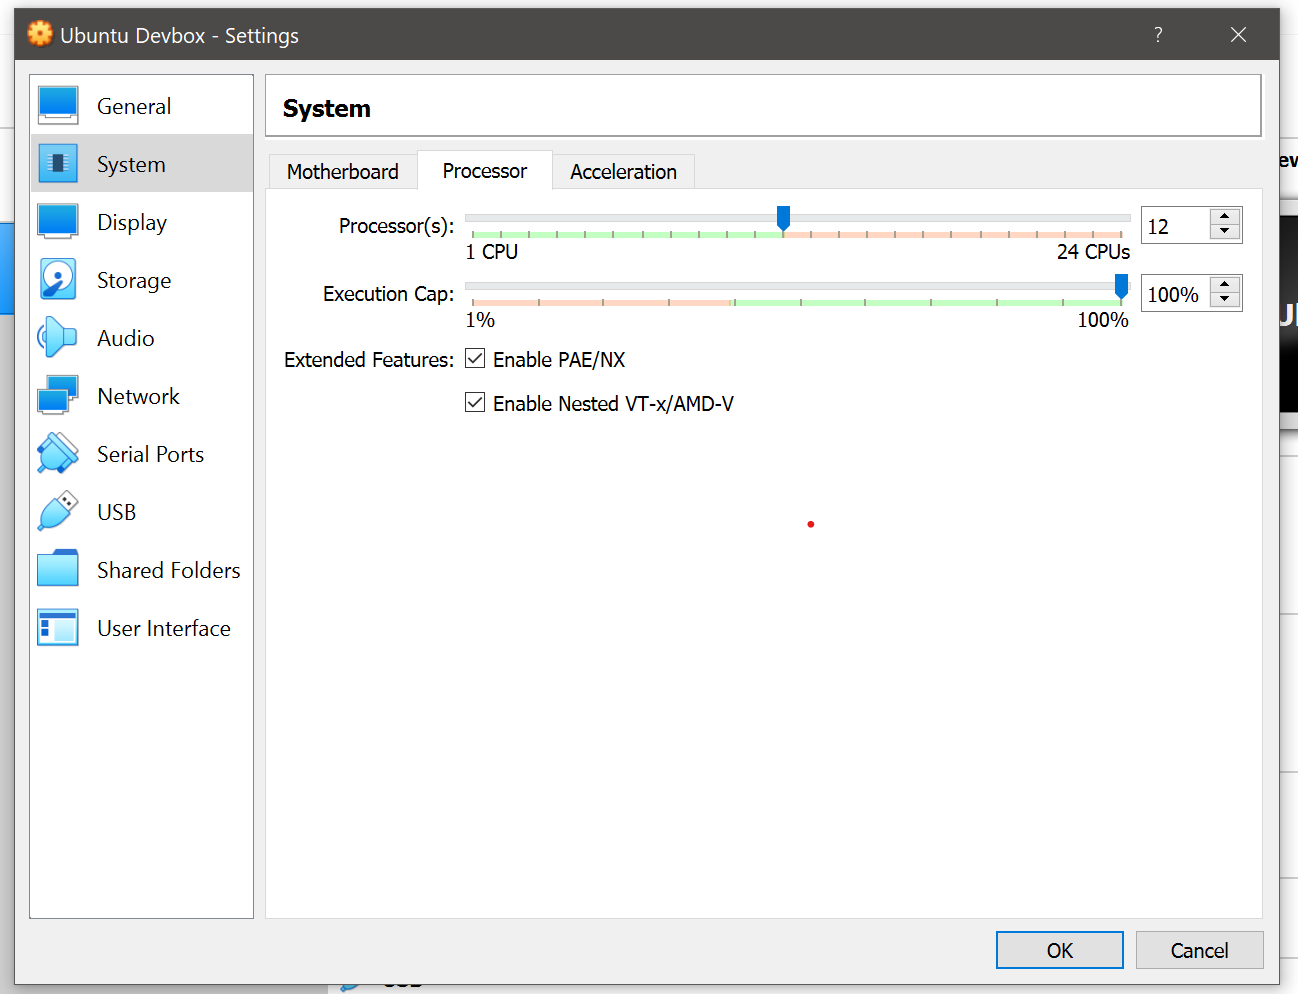 Ubuntu Devbox - Settings
?
General
System
Display
Storage
Audio
Network
Serial Ports
USB
Shared Folders
User Interface
System
Motherboard
Processor
Acceleration
Processor(s):
12
1 CPU
24 CPUs
Execution Cap:
100%
1%
100%
Extended Features:
Enable PAE/NX
Enable Nested VT-x/AMD-V
OK
Cancel